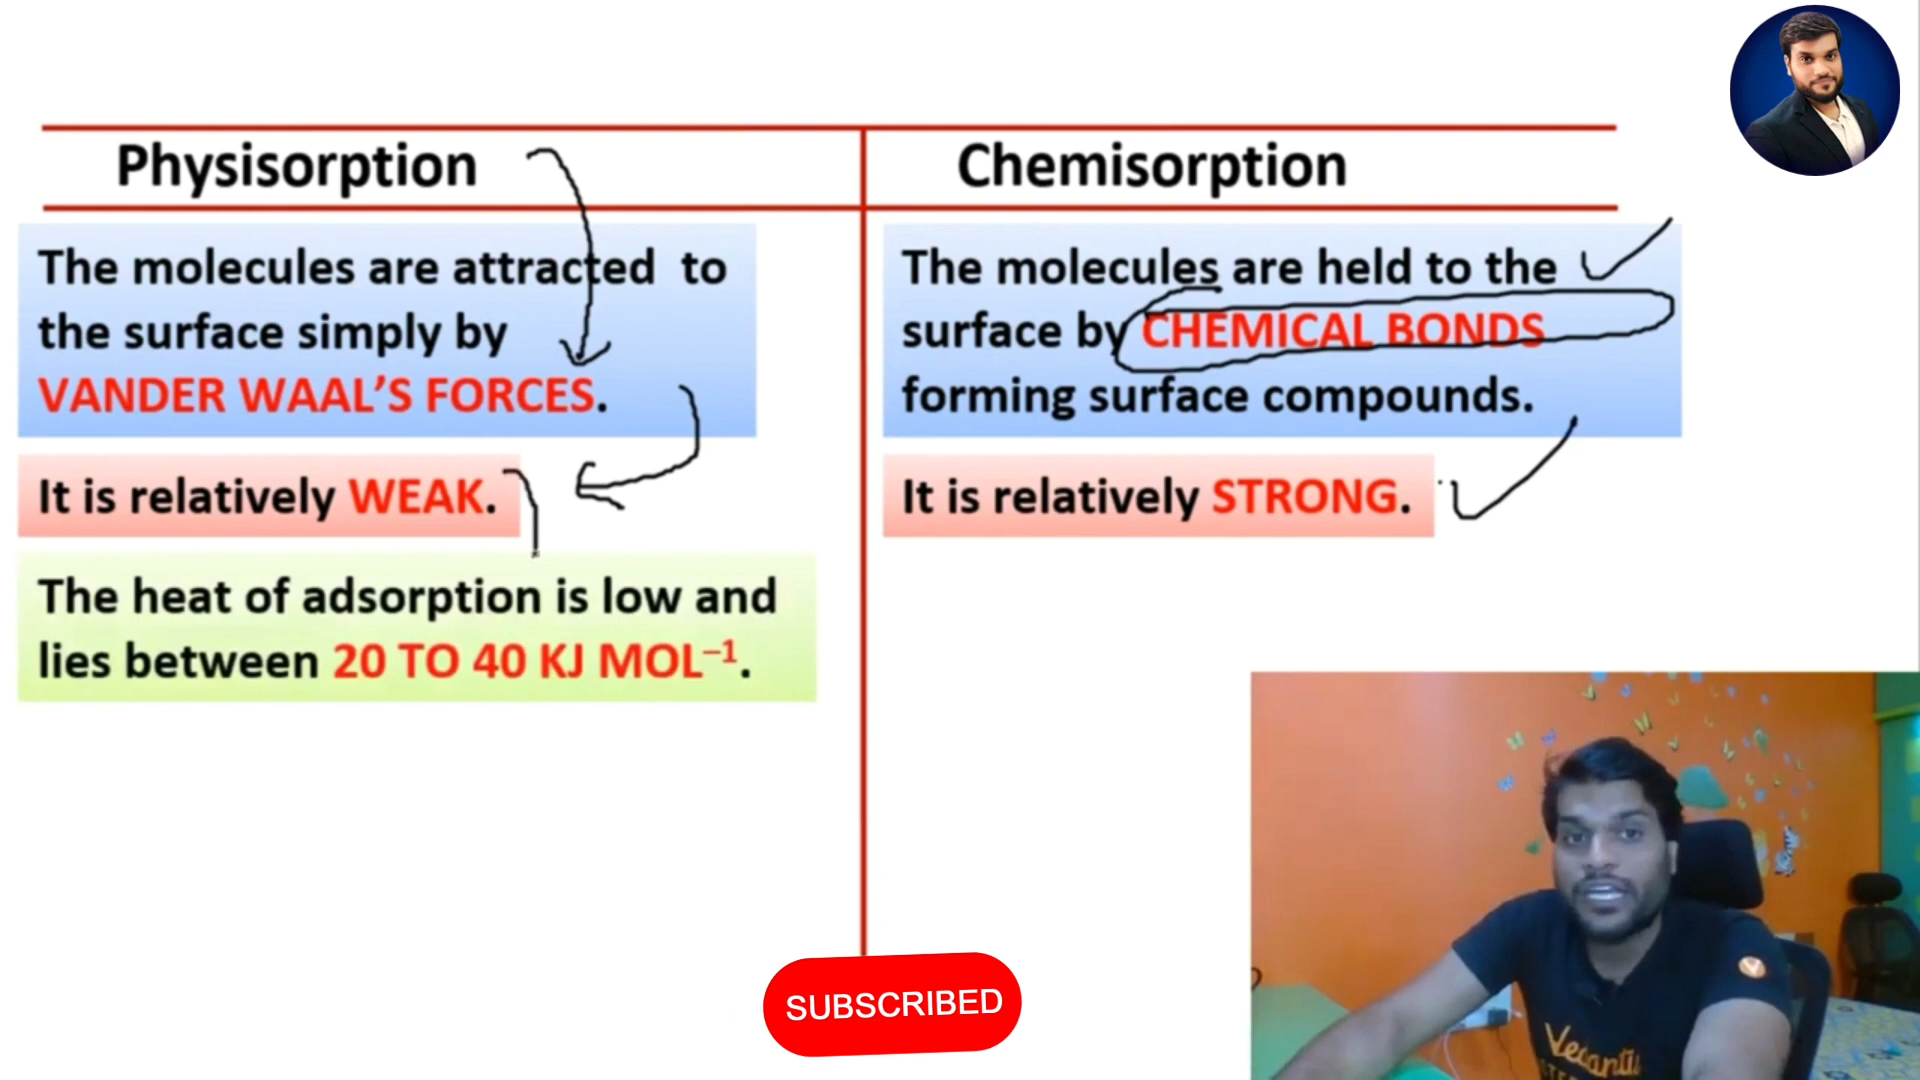 Physisorption
Chemisorption
The molecules are attracted to
the surface simply by
VANDER WAAL’S FORCES.
The molecules are held to the
surface by CHEMICAL BONDS
forming surface compounds.
It is relatively WEAK.
It is relatively STRONG.
The heat of adsorption is low and
lies between 20 TO 40 KJ MOL⁻¹.
SUBSCRIBED